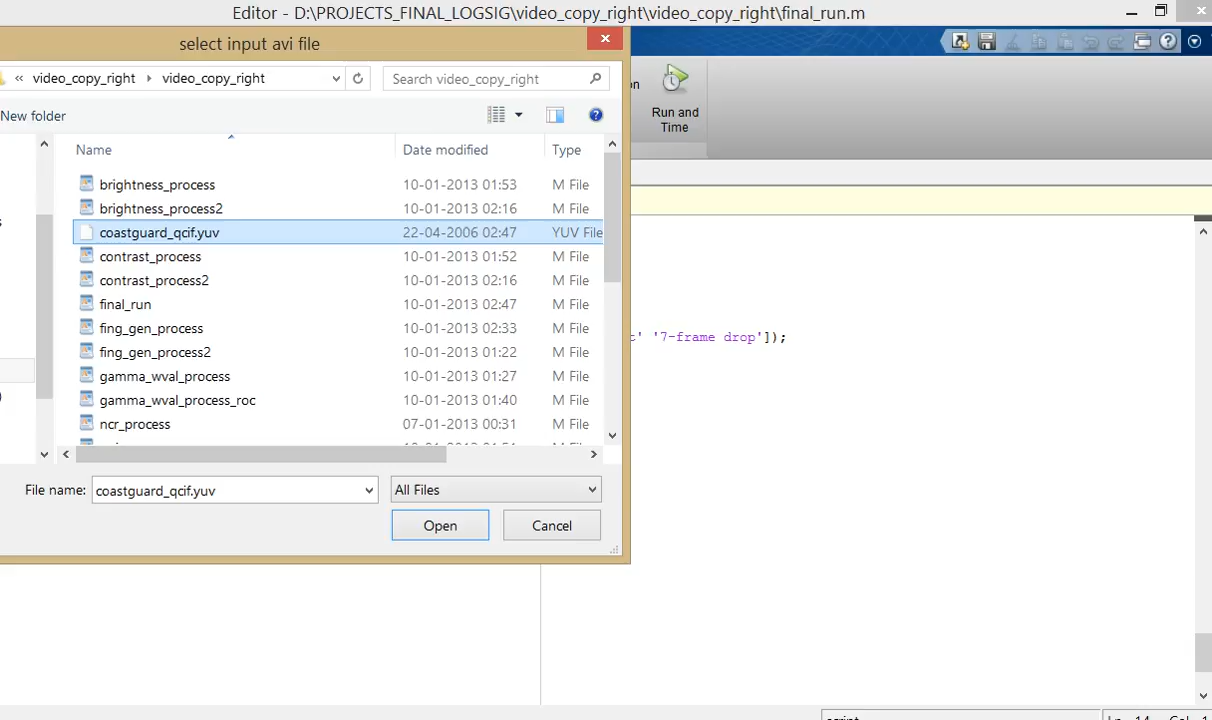 Editor - D:\PROJECTS_FINAL_LOGSIG\video_copy_right\video_copy_right\final_run.m
select input avi file
« video_copy_right video_copy_right
Search video_copy_right
New folder
Run and
Time
Name Date modified Type
brightness_process 10-01-2013 01:53 M File
brightness_process2 10-01-2013 02:16 M File
coastguard_qcif.yuv 22-04-2006 02:47 YUV File
contrast_process 10-01-2013 01:52 M File
contrast_process2 10-01-2013 02:16 M File
final_run 10-01-2013 02:47 M File
fing_gen_process 10-01-2013 02:33 M File
fing_gen_process2 10-01-2013 01:22 M File
gamma_wval_process 10-01-2013 01:27 M File
gamma_wval_process_roc 10-01-2013 01:40 M File
ncr_process 07-01-2013 00:31 M File
' '7-frame drop']);
File name: coastguard_qcif.yuv All Files
Open Cancel
script